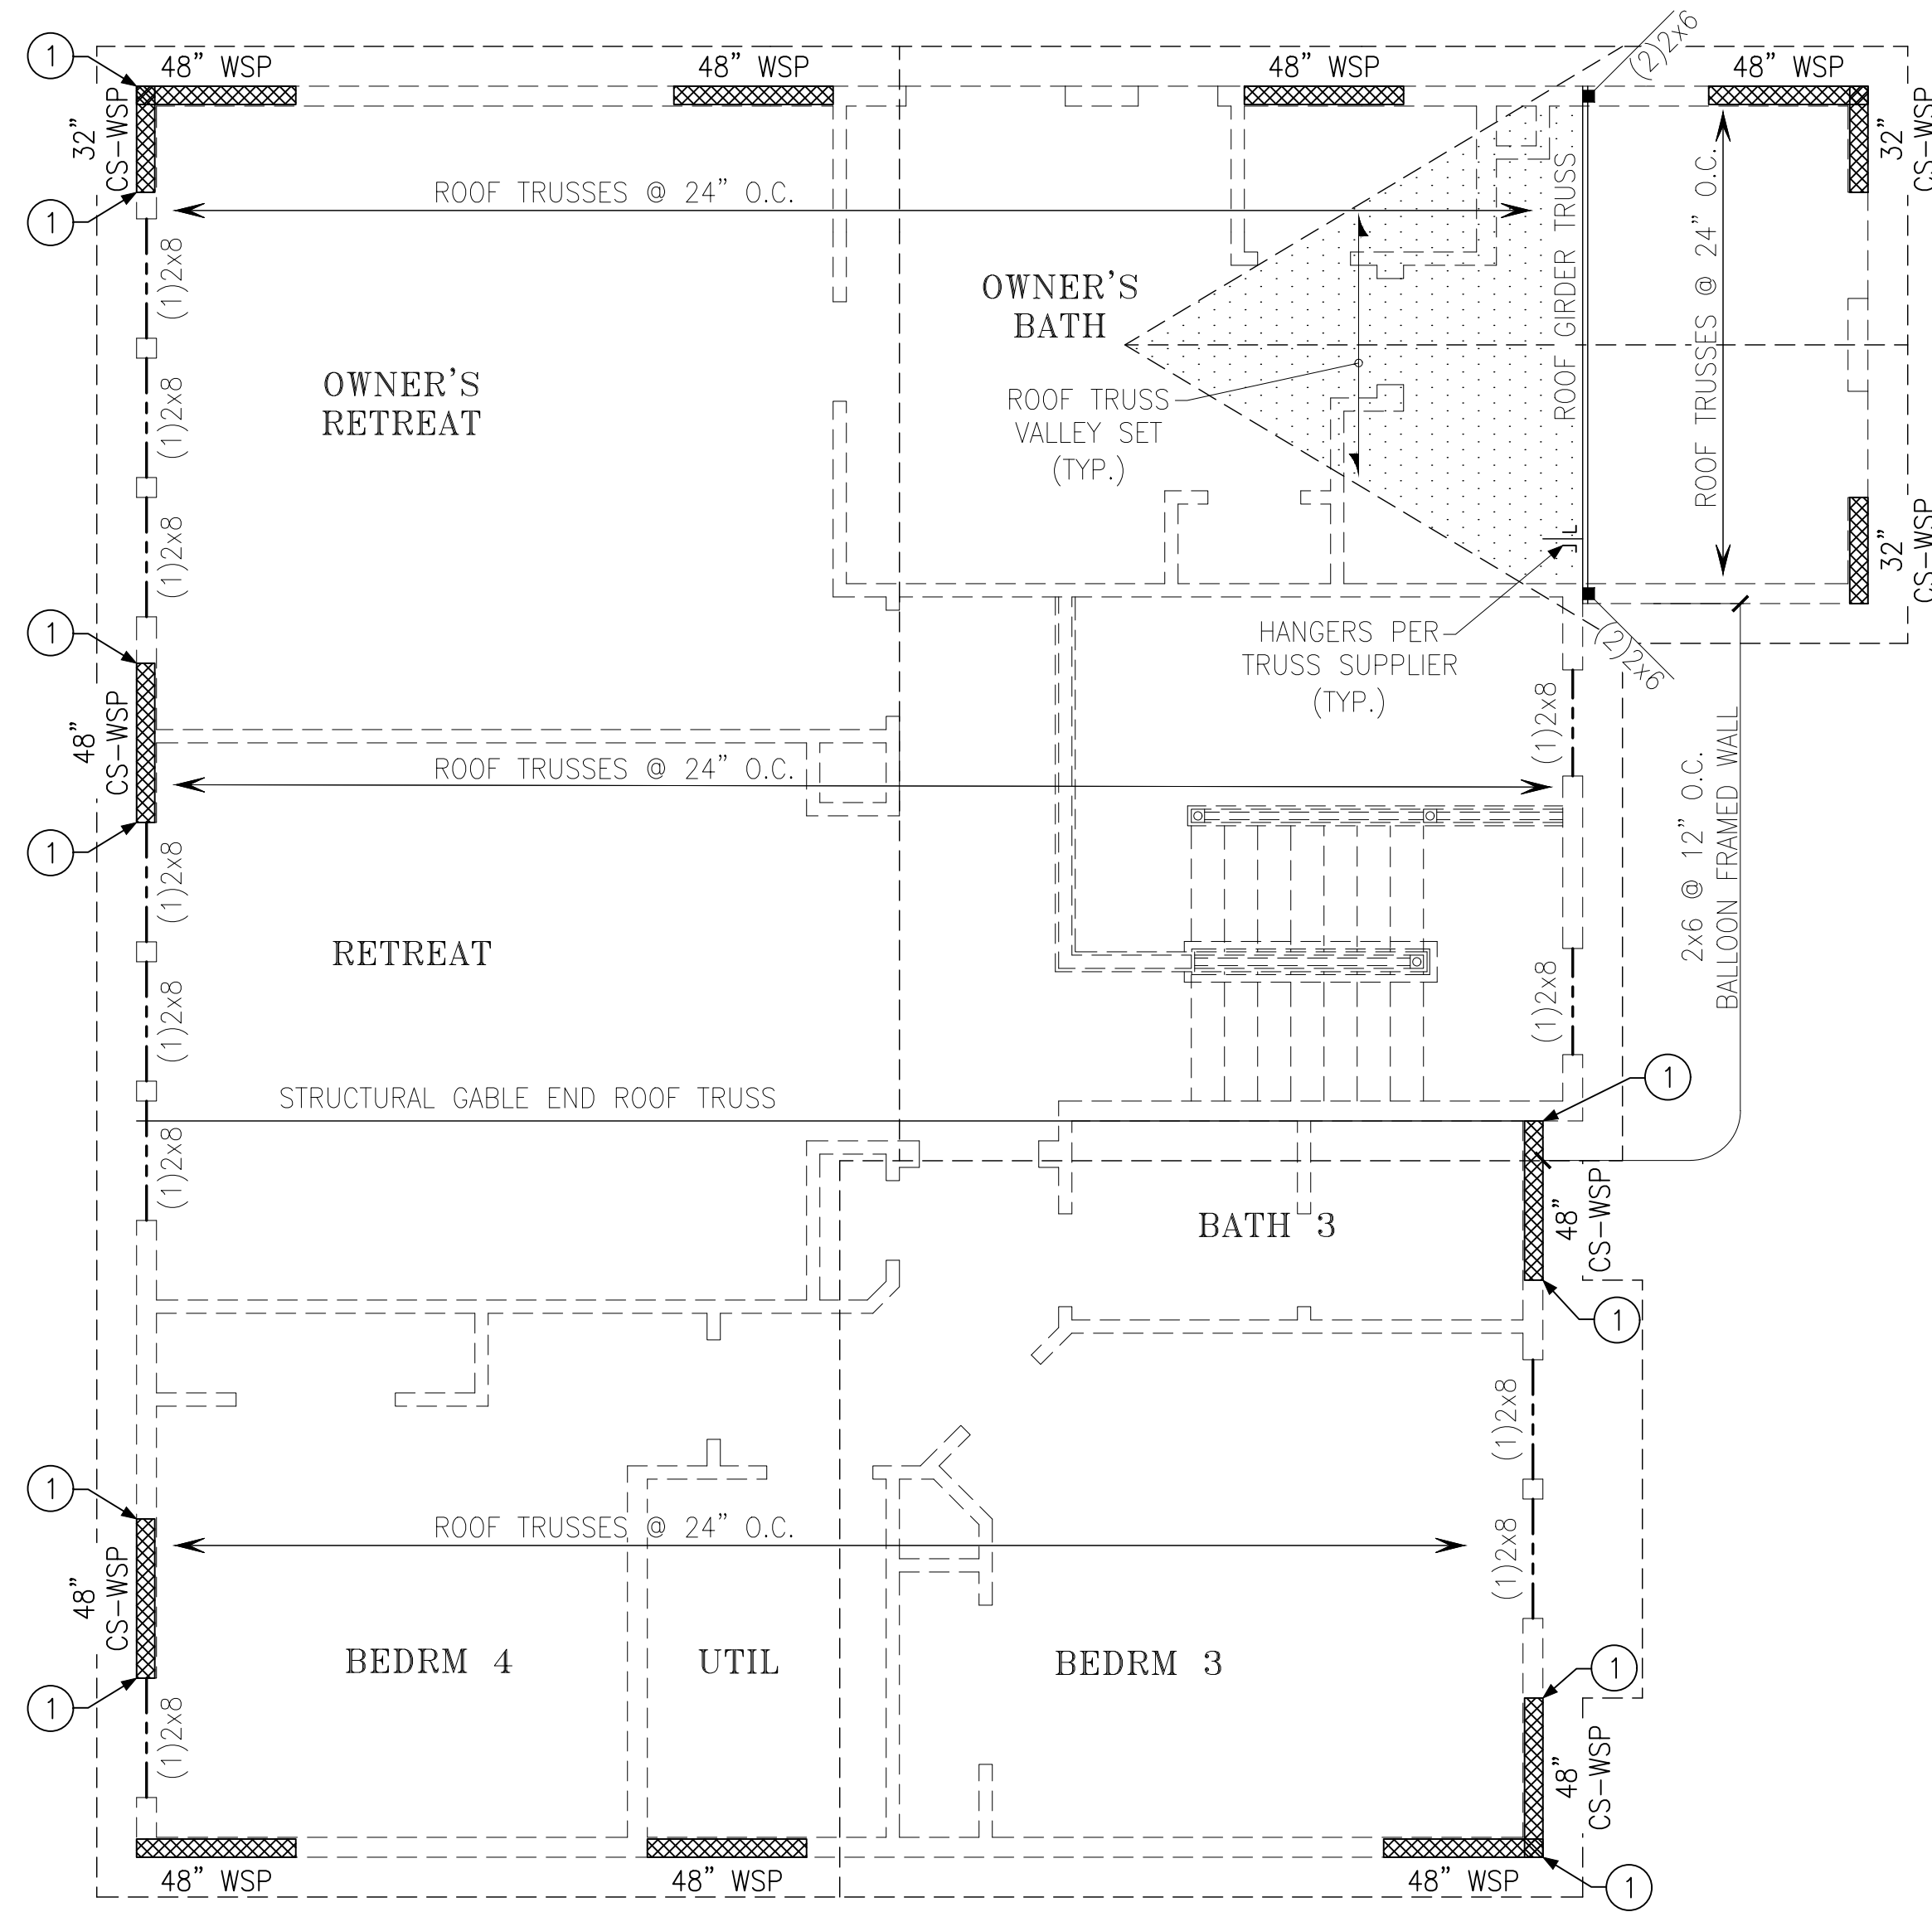 1
48" WSP
48" WSP
48" WSP
48" WSP
(2)2x6
32"
CS-WSP
32"
CS-WSP
1
ROOF TRUSSES @ 24" O.C.
ROOF GIRDER TRUSS
ROOF TRUSSES @ 24" O.C.
(1)2x8
OWNER'S
BATH
OWNER'S
RETREAT
(1)2x8
ROOF TRUSS
VALLEY SET
(TYP.)
(1)2x8
32"
CS-WSP
1
HANGERS PER
TRUSS SUPPLIER
(TYP.)
(2)2x6
48"
CS-WSP
(1)2x8
ROOF TRUSSES @ 24" O.C.
1
(1)2x8
2x6 @ 12" O.C.
BALLOON FRAMED WALL
RETREAT
(1)2x8
(1)2x8
STRUCTURAL GABLE END ROOF TRUSS
1
(1)2x8
BATH 3
48"
CS-WSP
1
(1)2x8
1
ROOF TRUSSES @ 24" O.C.
(1)2x8
48"
CS-WSP
BEDRM 4
UTIL
BEDRM 3
1
1
(1)2x8
48"
CS-WSP
48" WSP
48" WSP
48" WSP
1